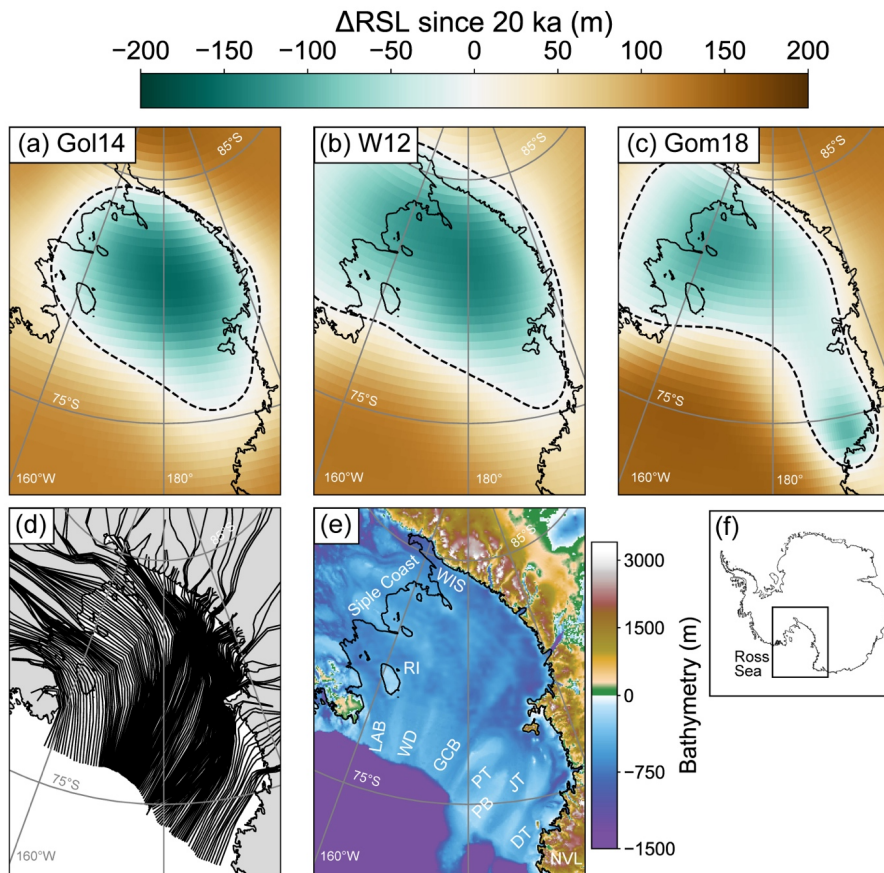 ΔRSL since 20 ka (m)
−200 −150 −100 −50 0 50 100 150 200
(a) Gol14
85°S
75°S
160°W
180°
(b) W12
85°S
75°S
160°W
180°
(c) Gom18
85°S
75°S
160°W
180°
(d)
85°S
75°S
160°W
(e)
85°S
Siple Coast
WIS
RI
LAB
WD
GCB
PT
JT
PB
DT
NVL
75°S
160°W
3000
1500
0
−750
−1500
Bathymetry (m)
(f)
Ross
Sea